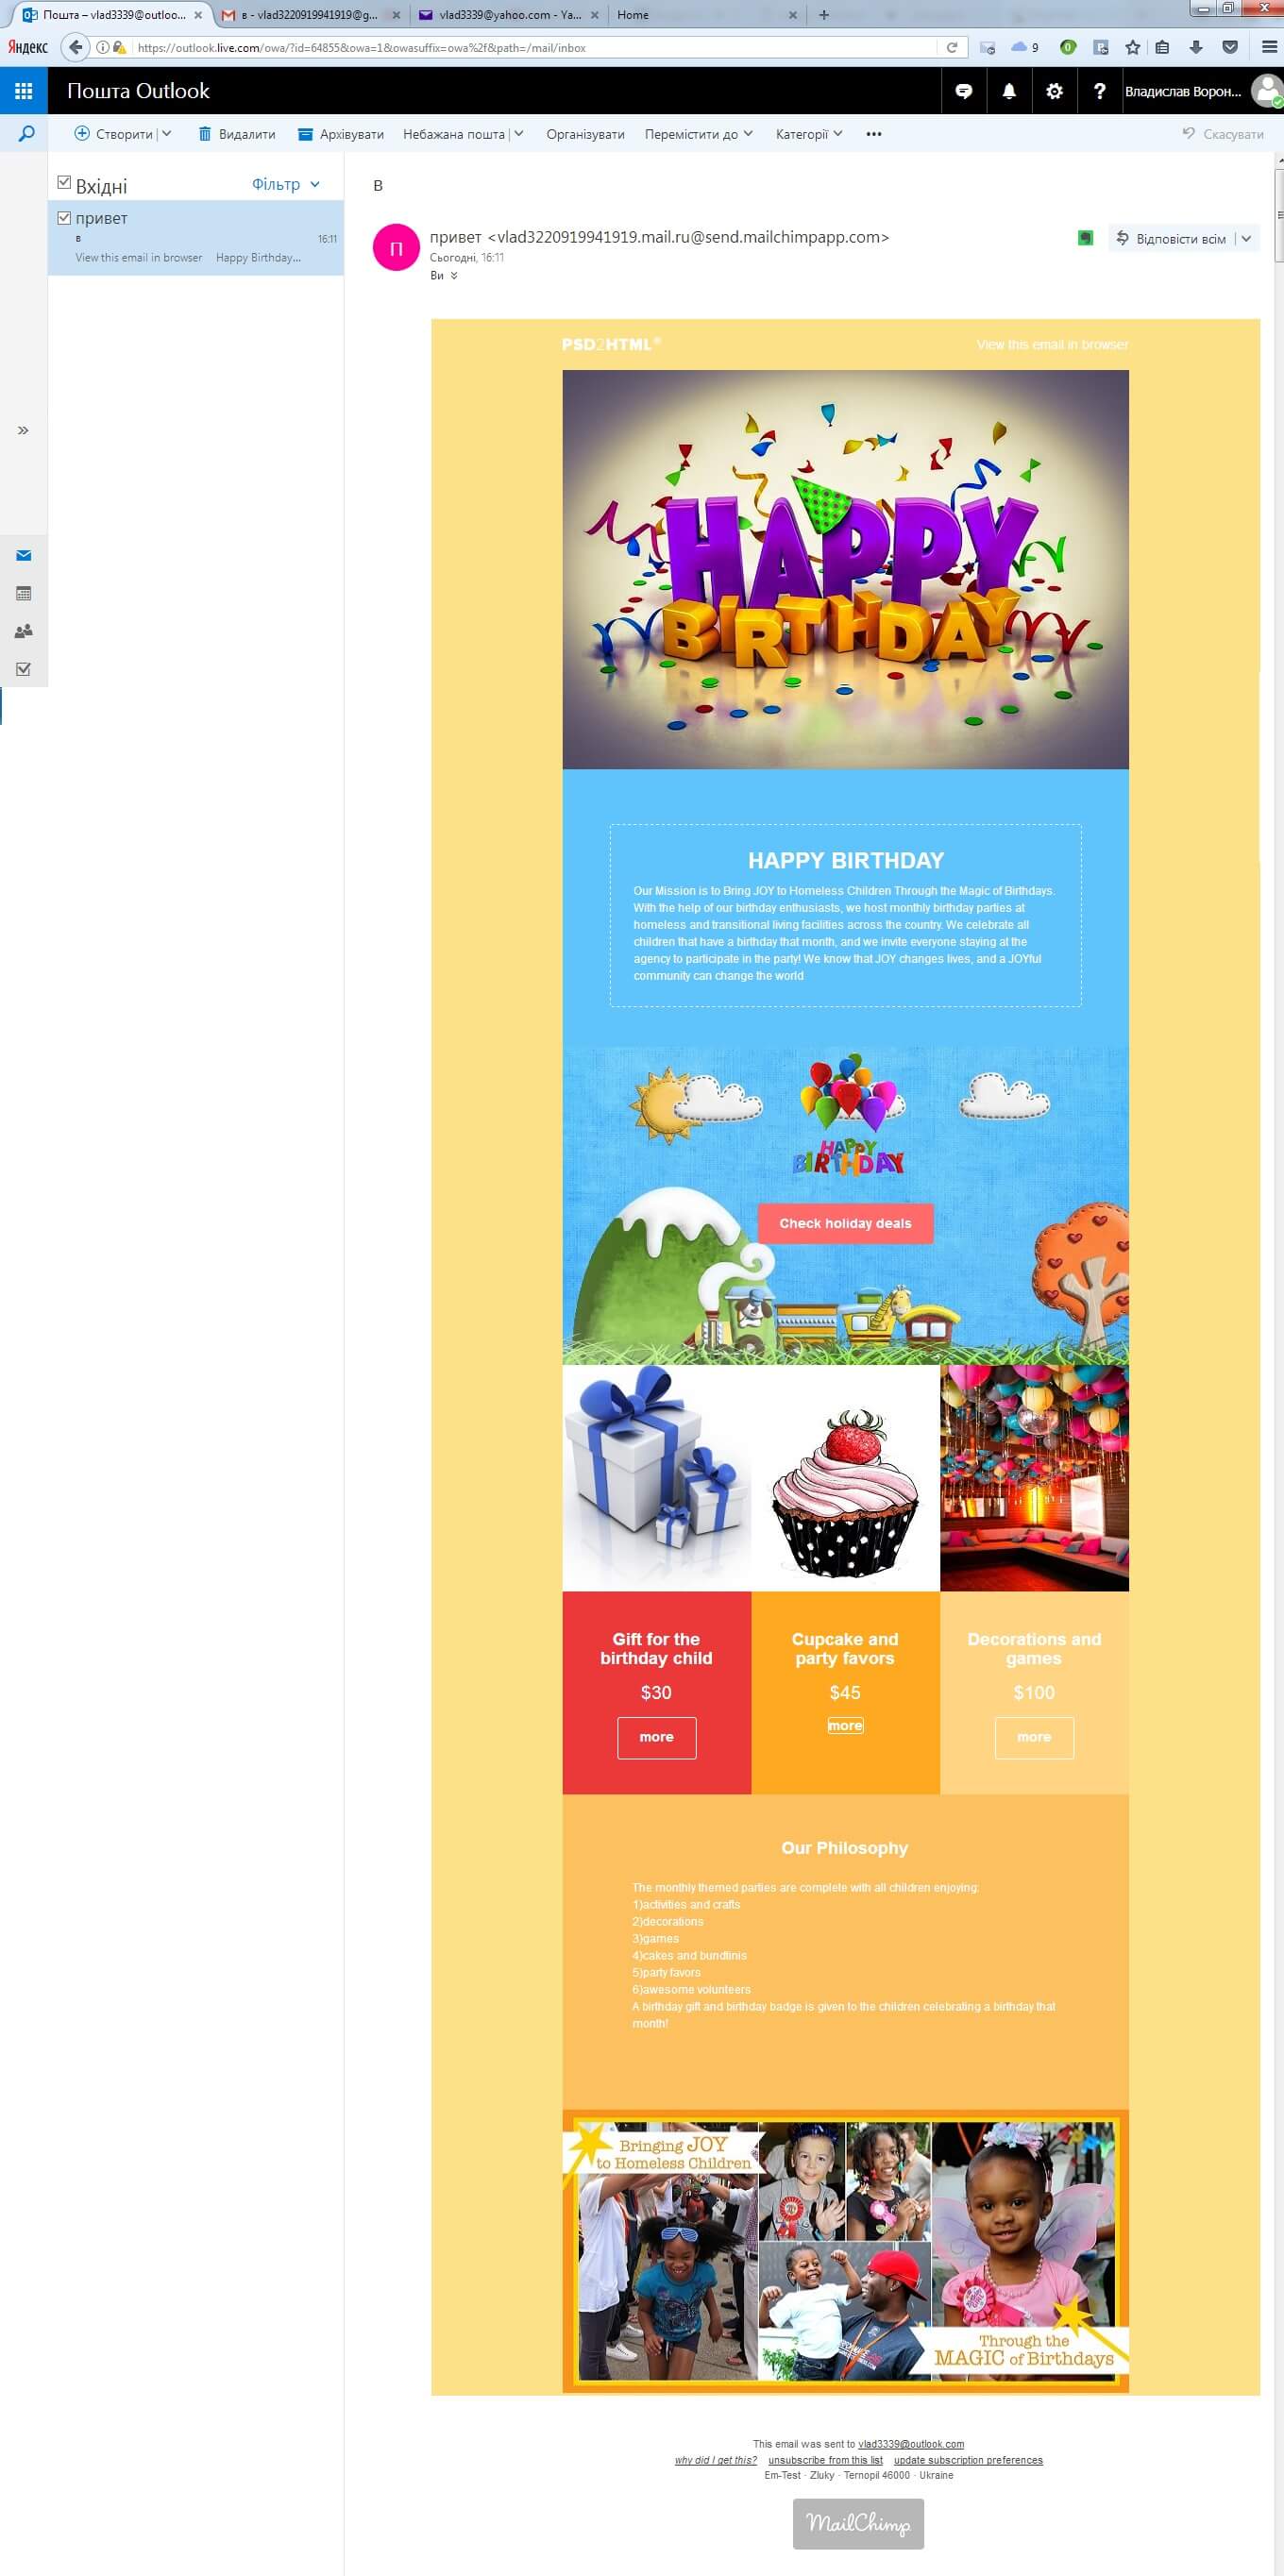 Пошта – vlad3339@outloo...
в - vlad3220919941919@g...
vlad3339@yahoo.com - Ya...
Home
Яндекс
https://outlook.live.com/owa/?id=64855&owa=1&owasuffix=owa%2f&path=/mail/inbox
9
0
Пошта Outlook
?
Владислав Ворон...
Створити
Видалити
Архівувати
Небажана пошта
Організувати
Перемістити до
Категорії
Скасувати
Вхідні
Фільтр
привет
в
16:11
View this email in browser Happy Birthday...
в
П
привет <vlad3220919941919.mail.ru@send.mailchimpapp.com>
Сьогодні, 16:11
Ви
Відповісти всім
PSD2HTML®
View this email in browser
HAPPY
BIRTHDAY
HAPPY BIRTHDAY
Our Mission is to Bring JOY to Homeless Children Through the Magic of Birthdays.
With the help of our birthday enthusiasts, we host monthly birthday parties at
homeless and transitional living facilities across the country. We celebrate all
children that have a birthday that month, and we invite everyone staying at the
agency to participate in the party! We know that JOY changes lives, and a JOYful
community can change the world
HAPPY
BIRTHDAY
Check holiday deals
Gift for the
birthday child
$30
more
Cupcake and
party favors
$45
more
Decorations and
games
$100
more
Our Philosophy
The monthly themed parties are complete with all children enjoying:
1)activities and crafts
2)decorations
3)games
4)cakes and bundtinis
5)party favors
6)awesome volunteers
A birthday gift and birthday badge is given to the children celebrating a birthday that
month!
Bringing JOY
to Homeless Children
Through the
MAGIC of Birthdays
This email was sent to vlad3339@outlook.com
why did I get this? unsubscribe from this list update subscription preferences
Em-Test · Zluky · Ternopil 46000 · Ukraine
MailChimp